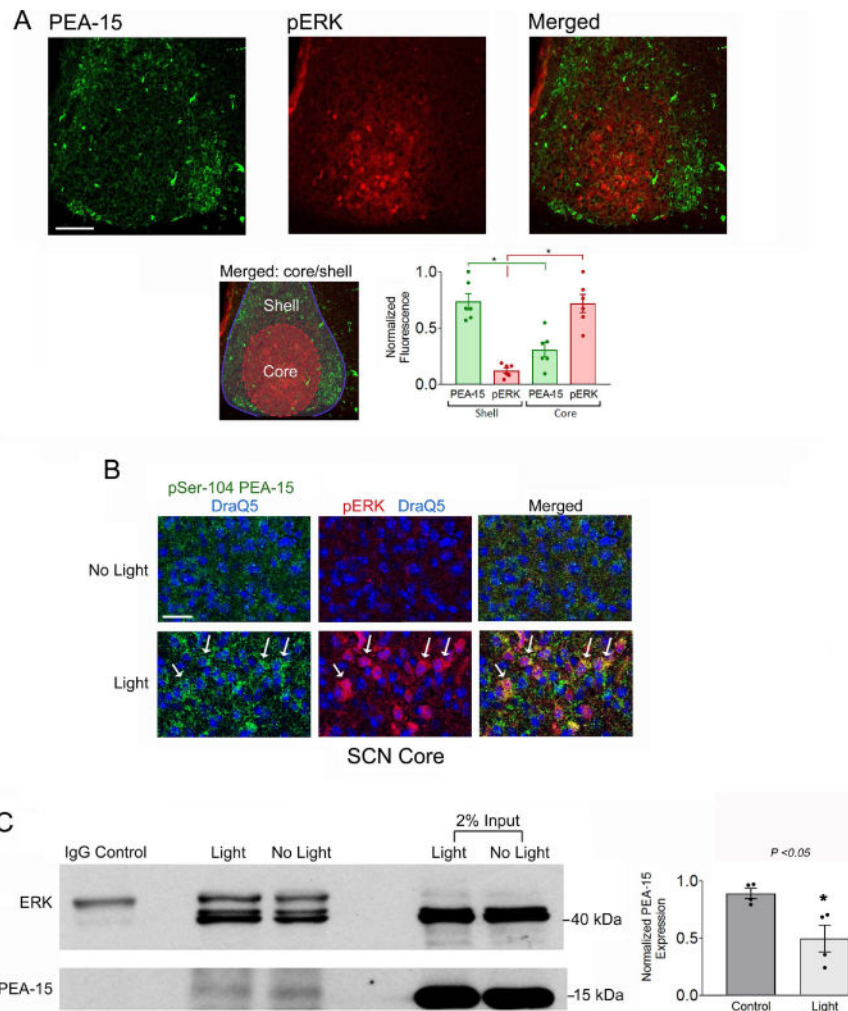 A
PEA-15 pERK Merged
Merged: core/shell
Shell
Core
Normalized
Fluorescence
1.0
0.5
0.0
* *
PEA-15 pERK PEA-15 pERK
Shell Core
B
pSer-104 PEA-15
DraQ5
pERK DraQ5
Merged
No Light
Light
SCN Core
C
2% Input
IgG Control Light No Light Light No Light
ERK
-40 kDa
PEA-15
-15 kDa
P <0.05
Normalized PEA-15
Expression
1.0
0.5
0.0
*
Control Light